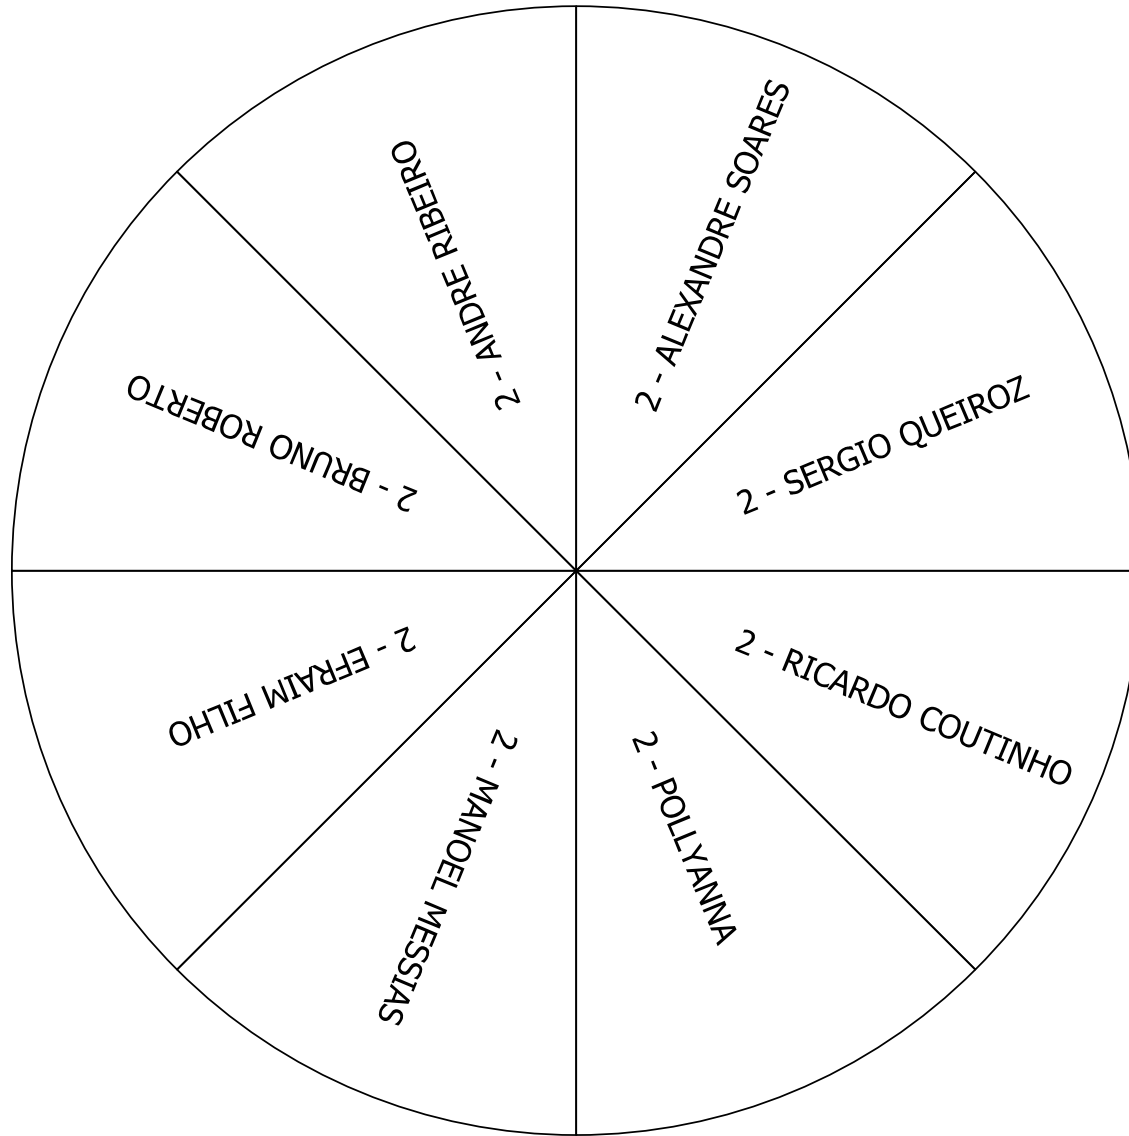 2 - ALEXANDRE SOARES
2 - SERGIO QUEIROZ
2 - RICARDO COUTINHO
2 - POLLYANNA
2 - MANOEL MESSIAS
2 - EFRAIM FILHO
2 - BRUNO ROBERTO
2 - ANDRE RIBEIRO